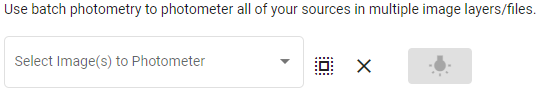 Use batch photometry to photometer all of your sources in multiple image layers/files.
Select Image(s) to Photometer